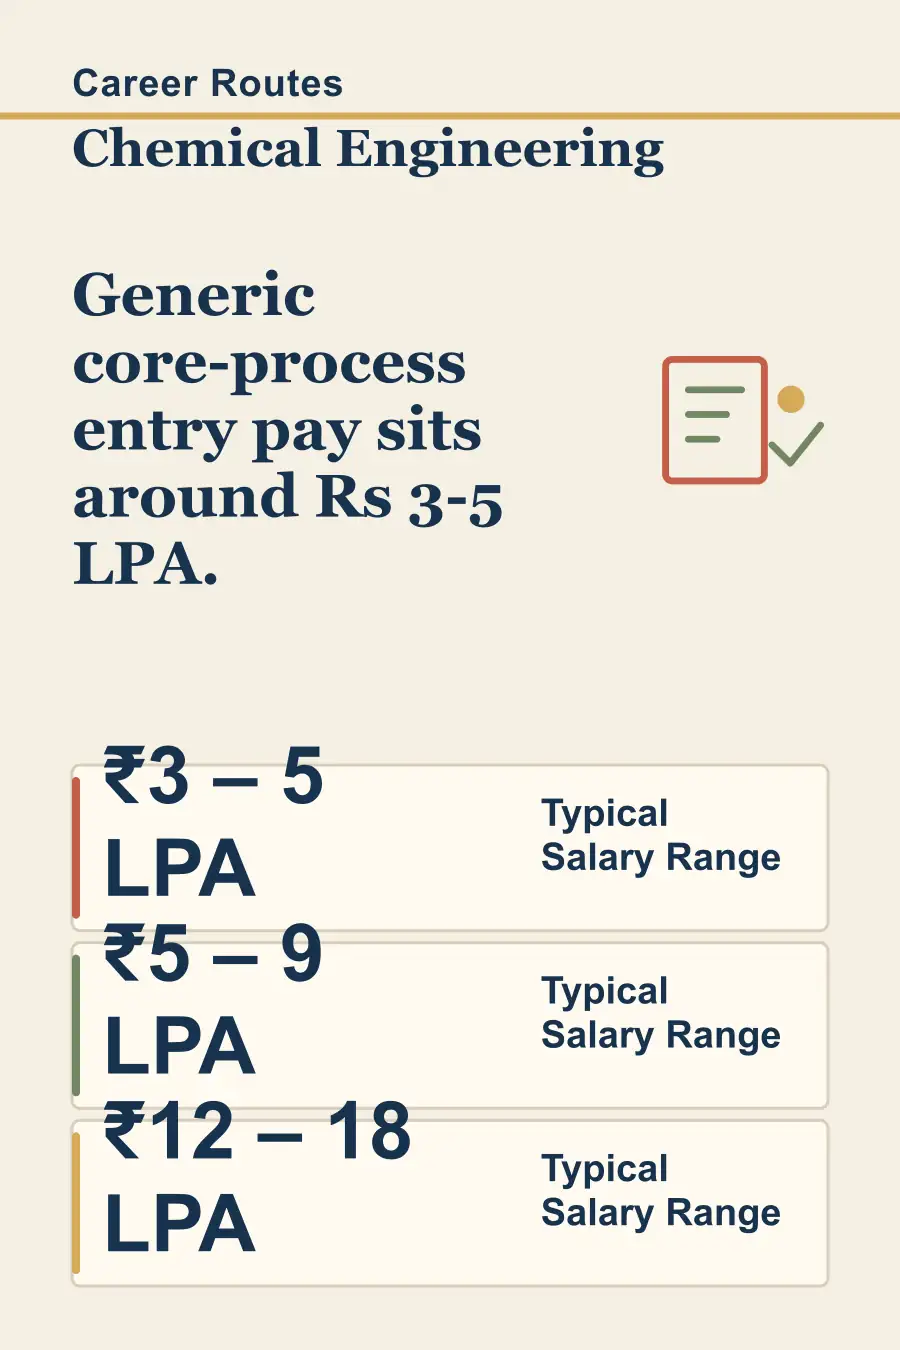 Career Routes
Chemical Engineering
Generic
core-process
entry pay sits
around Rs 3-5
LPA.
₹3 – 5
LPA
Typical
Salary Range
₹5 – 9
LPA
Typical
Salary Range
₹12 – 18
LPA
Typical
Salary Range